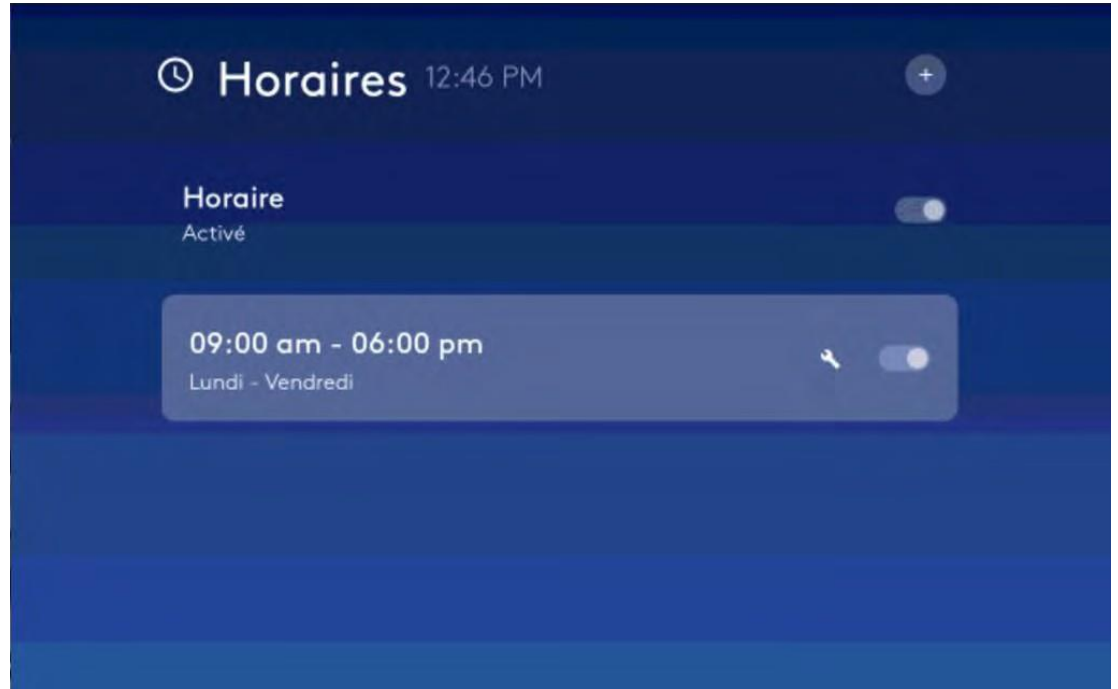 Horaires 12:46 PM
+
Horaire
Activé
09:00 am - 06:00 pm
Lundi - Vendredi